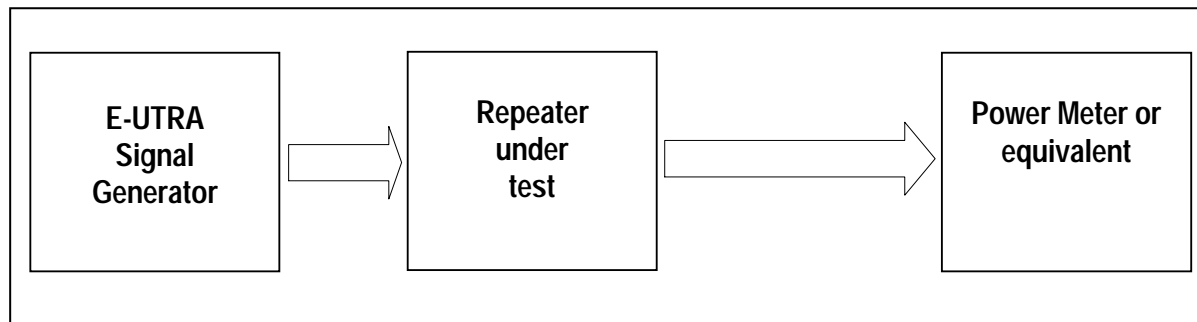 E-UTRA
Signal
Generator
Repeater
under
test
Power Meter or
equivalent